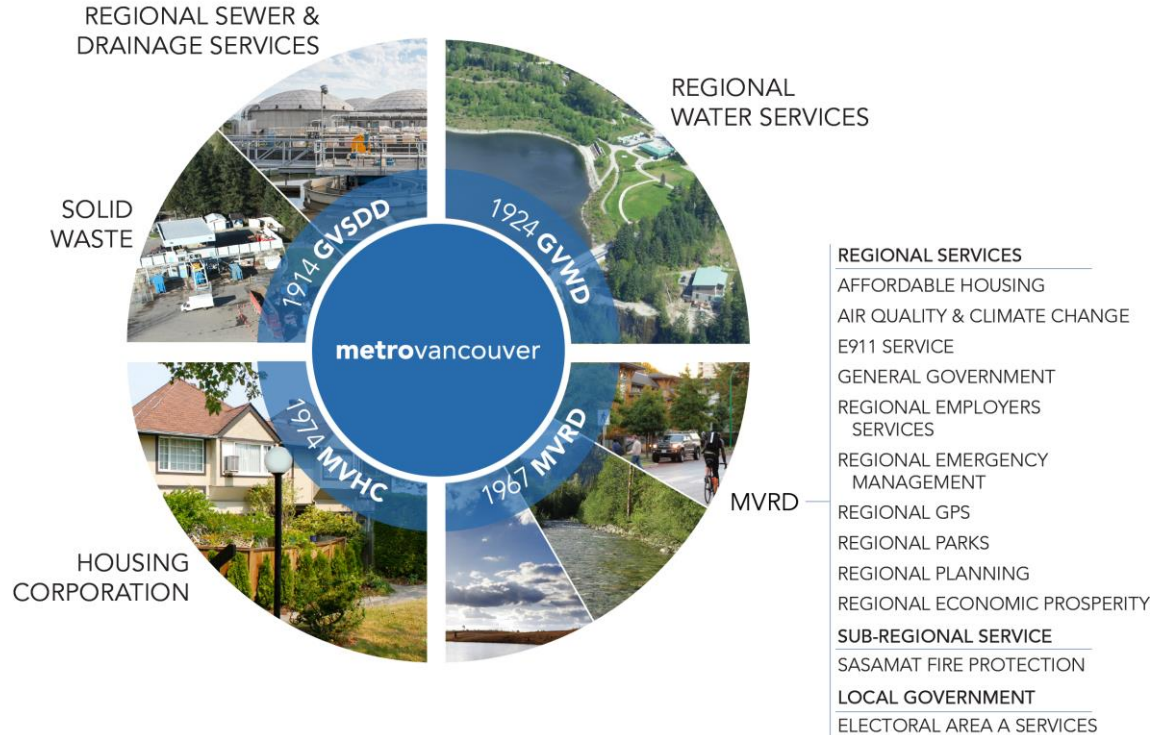 REGIONAL SEWER &
DRAINAGE SERVICES
REGIONAL
WATER SERVICES
SOLID
WASTE
1914 GVSDD
1924 GVWD
metrovancouver
1974 MVHC
1967 MVRD
HOUSING
CORPORATION
MVRD
REGIONAL SERVICES
AFFORDABLE HOUSING
AIR QUALITY & CLIMATE CHANGE
E911 SERVICE
GENERAL GOVERNMENT
REGIONAL EMPLOYERS
SERVICES
REGIONAL EMERGENCY
MANAGEMENT
REGIONAL GPS
REGIONAL PARKS
REGIONAL PLANNING
REGIONAL ECONOMIC PROSPERITY
SUB-REGIONAL SERVICE
SASAMAT FIRE PROTECTION
LOCAL GOVERNMENT
ELECTORAL AREA A SERVICES